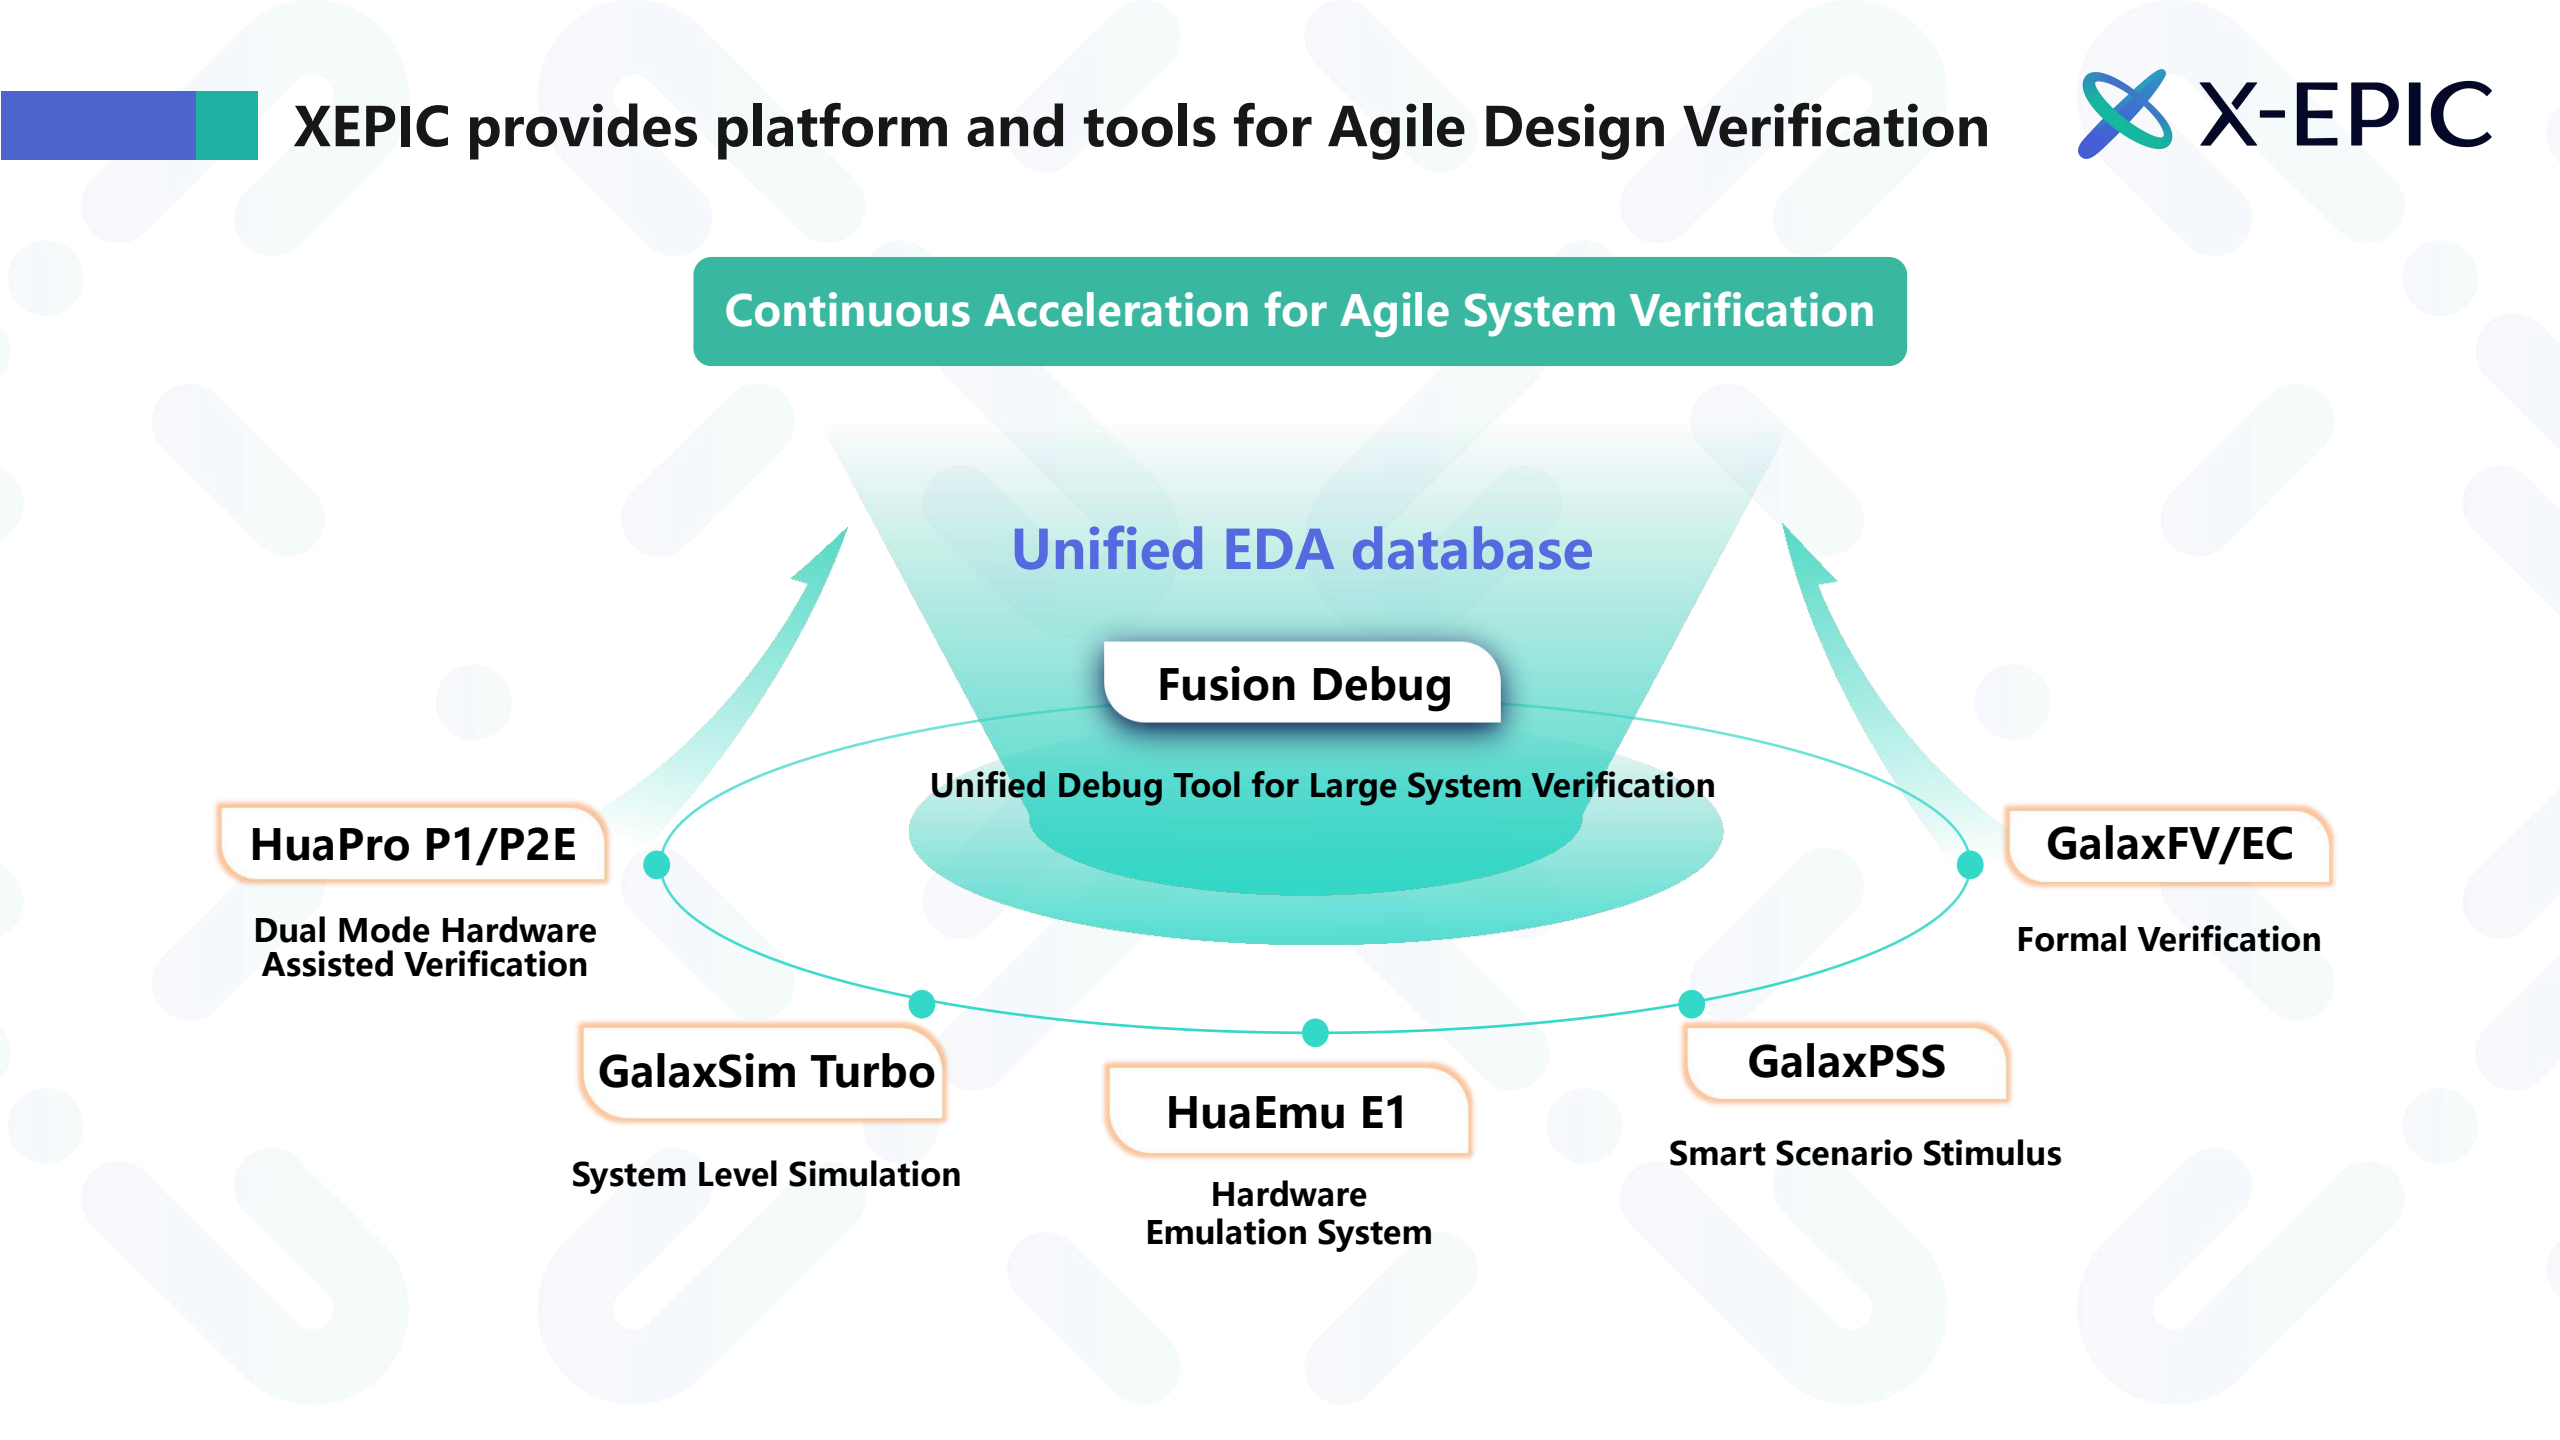 XEPIC provides platform and tools for Agile Design Verification
X-EPIC
Continuous Acceleration for Agile System Verification
Unified EDA database
Fusion Debug
Unified Debug Tool for Large System Verification
HuaPro P1/P2E
Dual Mode Hardware
Assisted Verification
GalaxSim Turbo
System Level Simulation
HuaEmu E1
Hardware
Emulation System
GalaxPSS
Smart Scenario Stimulus
GalaxFV/EC
Formal Verification